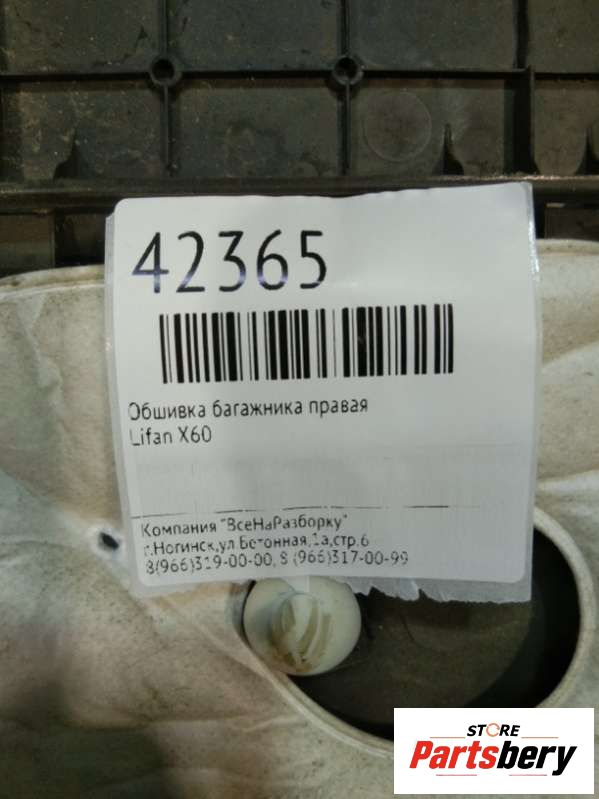 42365
Обшивка багажника правая
Lifan X60
Компания "ВсеНаРазборку"
г.Ногинск,ул.Бетонная,1а,стр.6
8(966)319-00-00, 8 (966)317-00-99
STORE
Partsbery